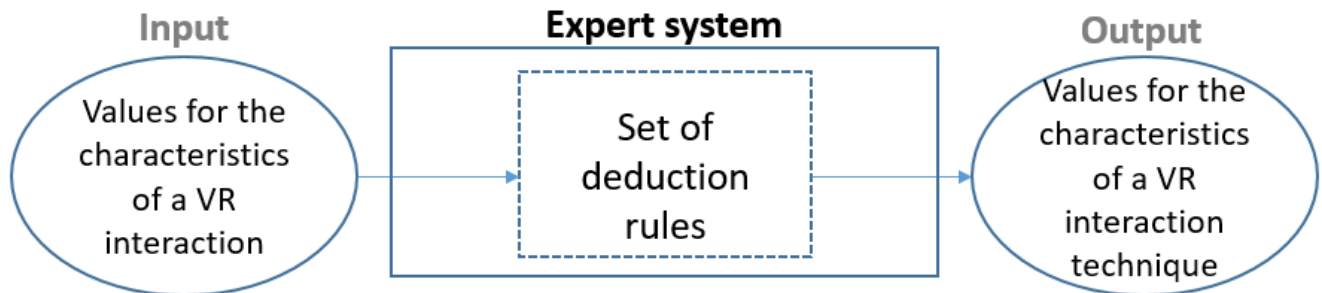 Input
Values for the
characteristics
of a VR
interaction
Expert system
Set of
deduction
rules
Output
Values for the
characteristics
of a VR
interaction
technique